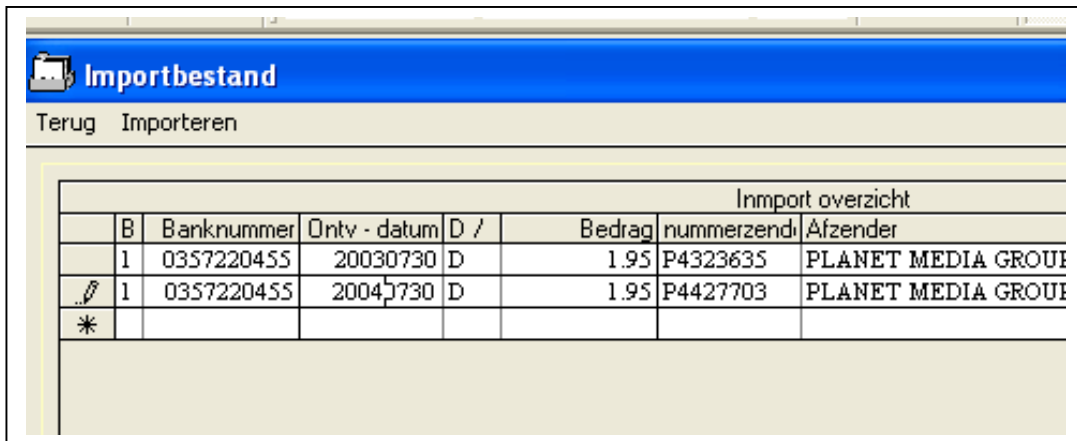 Importbestand
Terug Importeren
Inmport overzicht
B Banknummer Ontv - datum D / Bedrag nummerzend Afzender
1 0357220455 20030730 D 1.95 P4323635 PLANET MEDIA GROUP
1 0357220455 20040730 D 1.95 P4427703 PLANET MEDIA GROUP